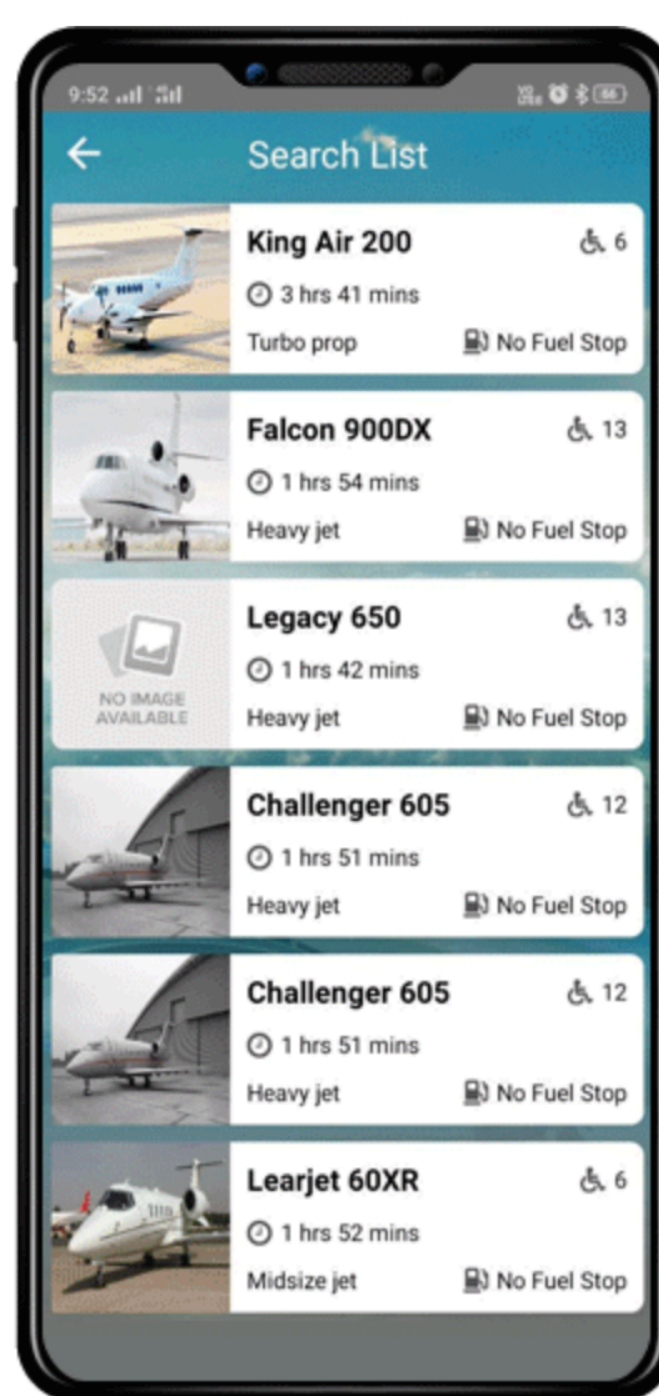 9:52
66
Search List
King Air 200 6
3 hrs 41 mins
Turbo prop No Fuel Stop
Falcon 900DX 13
1 hrs 54 mins
Heavy jet No Fuel Stop
NO IMAGE
AVAILABLE
Legacy 650 13
1 hrs 42 mins
Heavy jet No Fuel Stop
Challenger 605 12
1 hrs 51 mins
Heavy jet No Fuel Stop
Challenger 605 12
1 hrs 51 mins
Heavy jet No Fuel Stop
Learjet 60XR 6
1 hrs 52 mins
Midsize jet No Fuel Stop